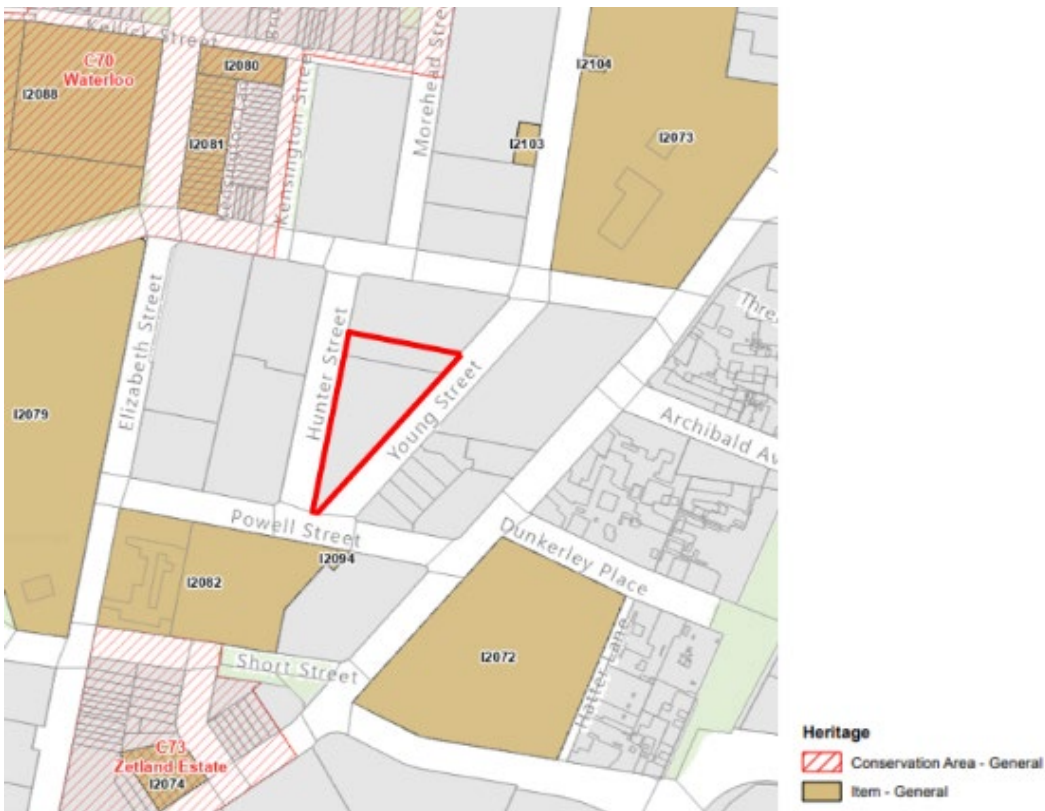 Kellick Street
C70
Waterloo
I2088
I2080
I2081
Kensington Lane
Kensington Street
Morehead Street
I2104
I2103
I2073
Elizabeth Street
I2079
Hunter Street
Young Street
Archibald Av
Powell Street
I2094
I2082
Dunkerley Place
I2072
Short Street
Hatter Lane
C73
Zetland Estate
I2074
Heritage
Conservation Area - General
Item - General